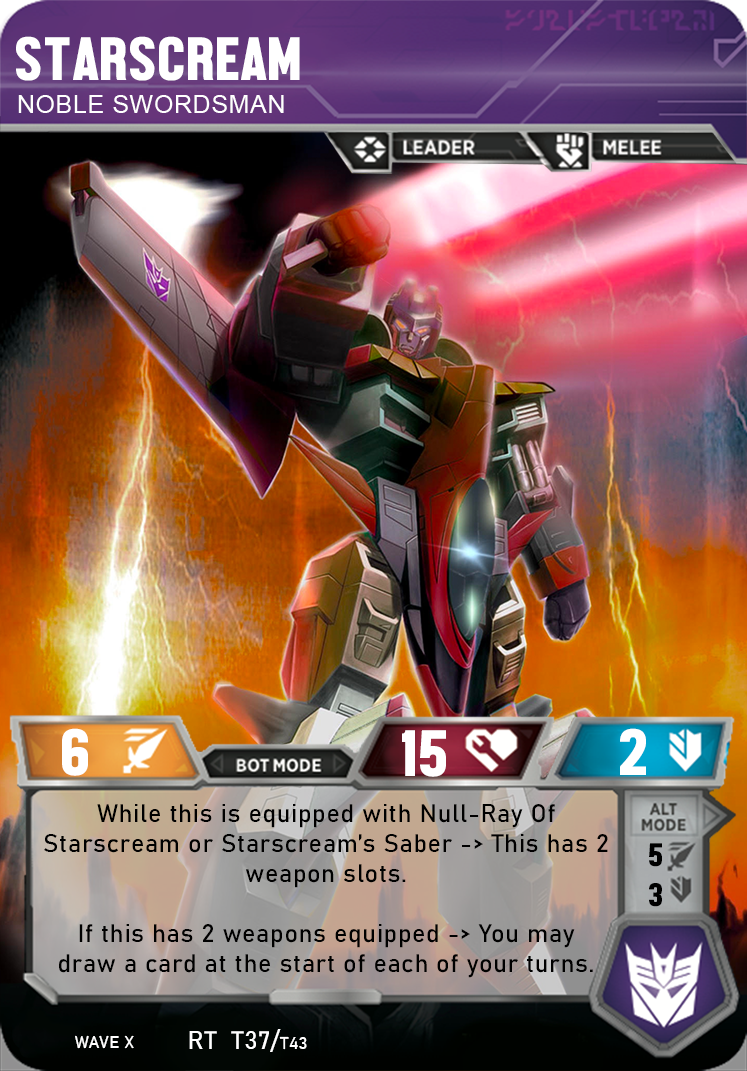 STARSCREAM
NOBLE SWORDSMAN
LEADER MELEE
6 BOT MODE 15 2
While this is equipped with Null-Ray Of
Starscream or Starscream's Saber -> This has 2
weapon slots.
If this has 2 weapons equipped -> You may
draw a card at the start of each of your turns.
ALT
MODE
5
3
WAVE X RT T37/T43